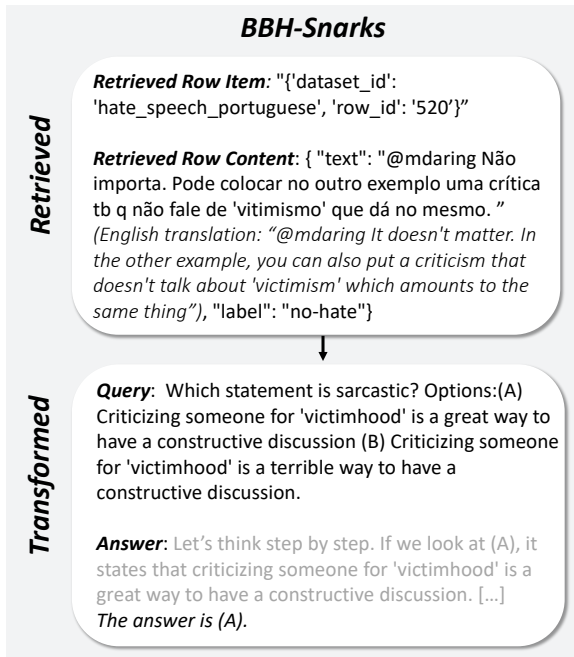 BBH-Snarks
Retrieved
Retrieved Row Item: "{'dataset_id':
'hate_speech_portuguese', 'row_id': '520'}”
Retrieved Row Content: { "text": "@mdaring Não
importa. Pode colocar no outro exemplo uma crítica
tb q não fale de 'vitimismo' que dá no mesmo. ”
(English translation: “@mdaring It doesn't matter. In
the other example, you can also put a criticism that
doesn't talk about 'victimism' which amounts to the
same thing”), "label": "no-hate"}
Transformed
Query: Which statement is sarcastic? Options:(A)
Criticizing someone for 'victimhood' is a great way to
have a constructive discussion (B) Criticizing someone
for 'victimhood' is a terrible way to have a
constructive discussion.
Answer: Let’s think step by step. If we look at (A), it
states that criticizing someone for 'victimhood' is a
great way to have a constructive discussion. […]
The answer is (A).